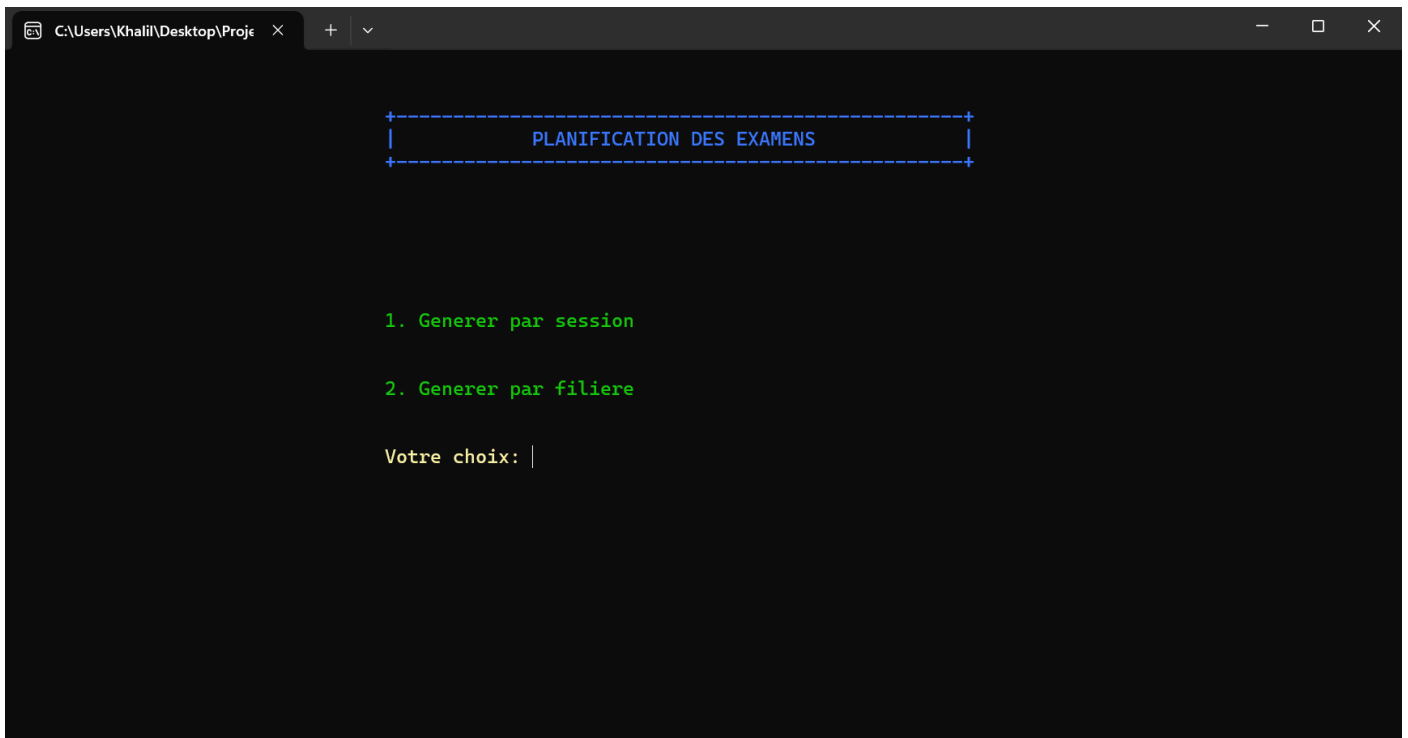 C:\Users\Khalil\Desktop\Proje
+--------------------------------------------------+
| PLANIFICATION DES EXAMENS |
+--------------------------------------------------+
1. Generer par session
2. Generer par filiere
Votre choix: